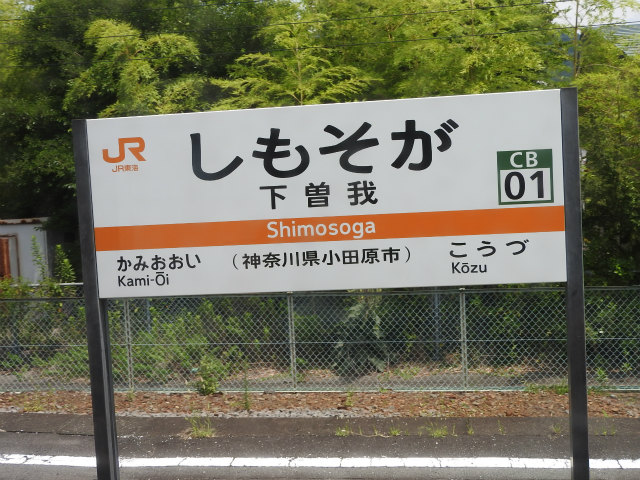 JR
JR東海
しもそが
下曽我
CB
01
Shimosoga
かみおおい (神奈川県小田原市) こうづ
Kami-Ōi Kōzu